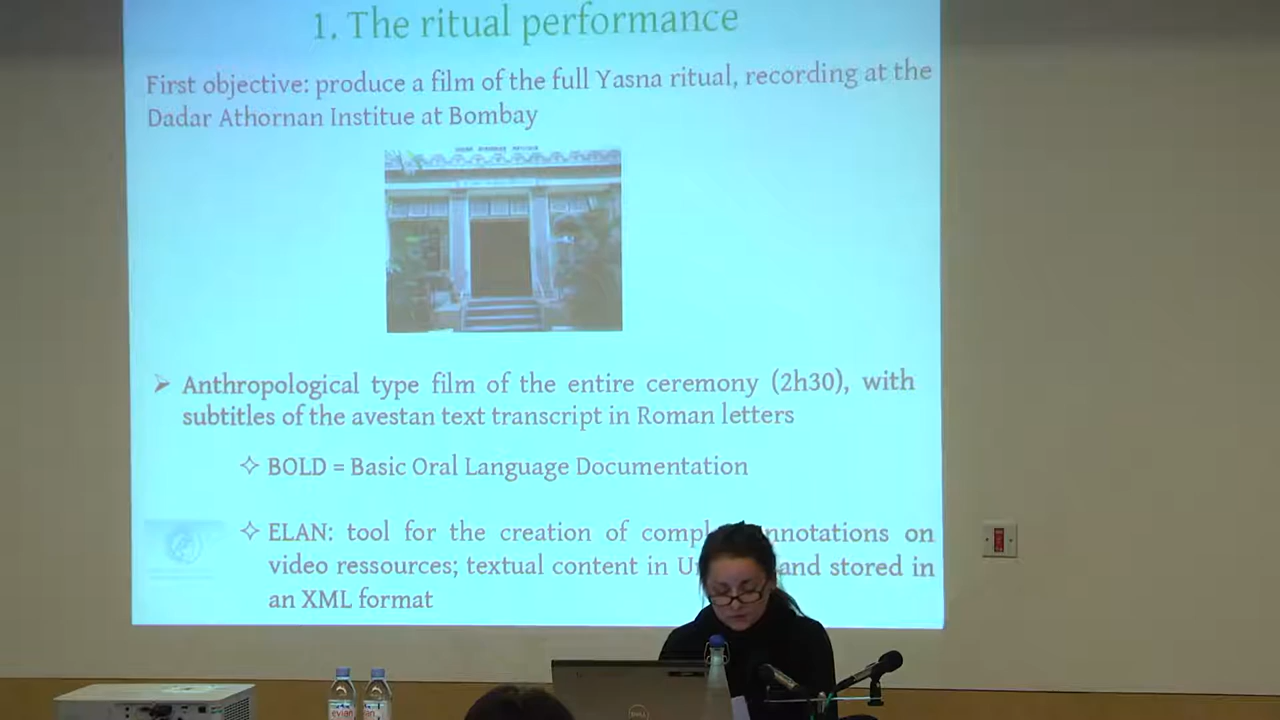 1. The ritual performance
First objective: produce a film of the full Yasna ritual, recording at the
Dadar Athornan Institue at Bombay
➢ Anthropological type film of the entire ceremony (2h30), with
subtitles of the avestan text transcript in Roman letters
✧ BOLD = Basic Oral Language Documentation
✧ ELAN: tool for the creation of annotations on
video ressources; textual content in and stored in
an XML format
evian
evian
DELL